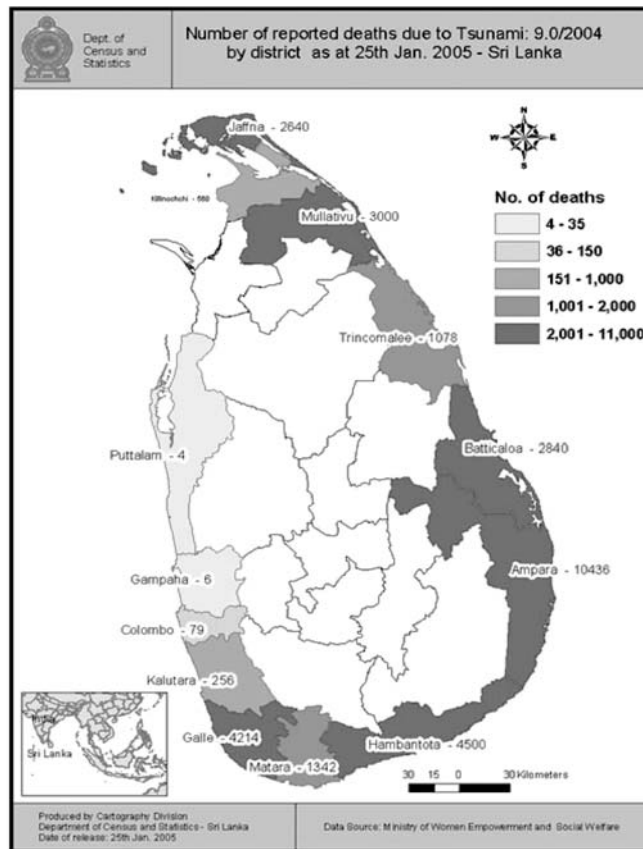 Dept. of
Census and
Statistics
Number of reported deaths due to Tsunami: 9.0/2004
by district as at 25th Jan. 2005 - Sri Lanka
Jaffna - 2640
N
W E
S
Killinochchi - 560
Mullativu - 3000
No. of deaths
4 - 35
36 - 150
151 - 1,000
1,001 - 2,000
2,001 - 11,000
Trincomalee - 1078
Batticaloa - 2840
Puttalam - 4
Ampara - 10436
Gampaha - 6
Colombo - 79
Kalutara - 256
India
Sri Lanka
Galle - 4214
Hambantota - 4500
Matara - 1342
30 15 0 30 Kilometers
Produced by Cartography Division
Department of Census and Statistics - Sri Lanka
Date of release: 25th Jan. 2005
Data Source: Ministry of Women Empowerment and Social Welfare